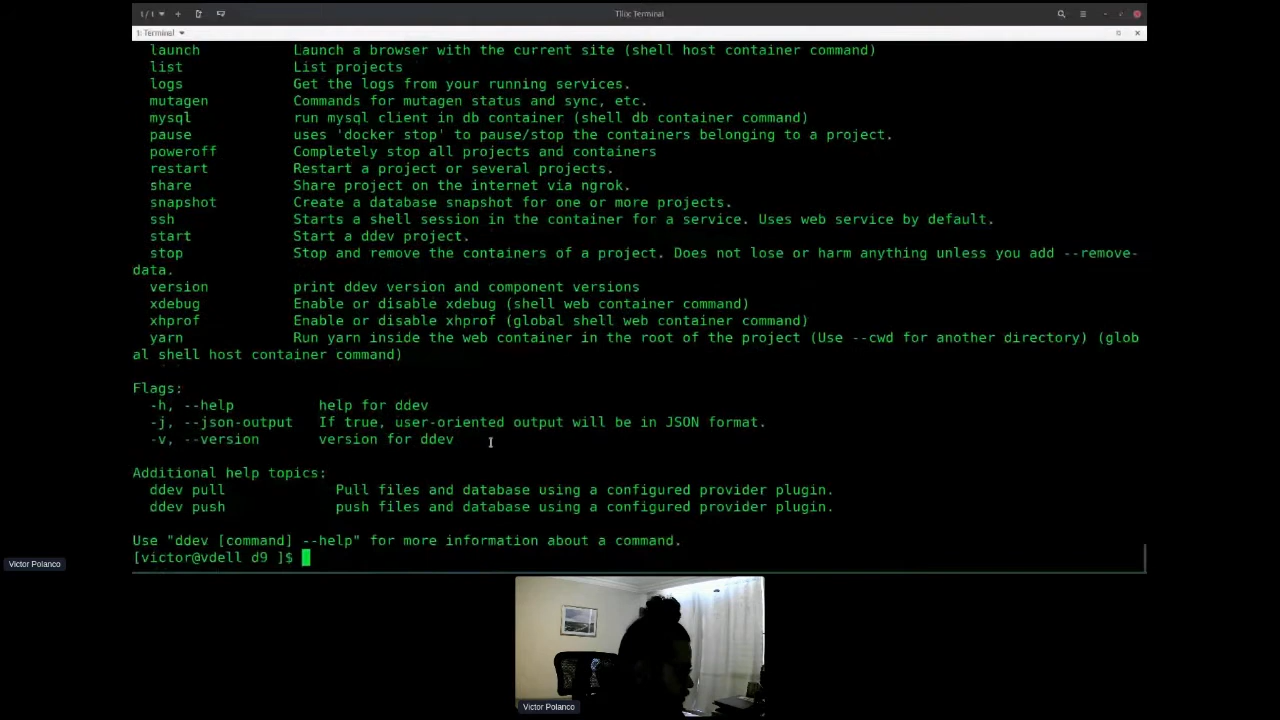 1 / 1
Tilix: Terminal
1: Terminal
launch Launch a browser with the current site (shell host container command)
list List projects
logs Get the logs from your running services.
mutagen Commands for mutagen status and sync, etc.
mysql run mysql client in db container (shell db container command)
pause uses 'docker stop' to pause/stop the containers belonging to a project.
poweroff Completely stop all projects and containers
restart Restart a project or several projects.
share Share project on the internet via ngrok.
snapshot Create a database snapshot for one or more projects.
ssh Starts a shell session in the container for a service. Uses web service by default.
start Start a ddev project.
stop Stop and remove the containers of a project. Does not lose or harm anything unless you add --remove-
data.
version print ddev version and component versions
xdebug Enable or disable xdebug (shell web container command)
xhprof Enable or disable xhprof (global shell web container command)
yarn Run yarn inside the web container in the root of the project (Use --cwd for another directory) (glob
al shell host container command)
Flags:
-h, --help help for ddev
-j, --json-output If true, user-oriented output will be in JSON format.
-v, --version version for ddev
Additional help topics:
ddev pull Pull files and database using a configured provider plugin.
ddev push push files and database using a configured provider plugin.
Use "ddev [command] --help" for more information about a command.
[victor@vdell d9 ]$
Victor Polanco
Victor Polanco